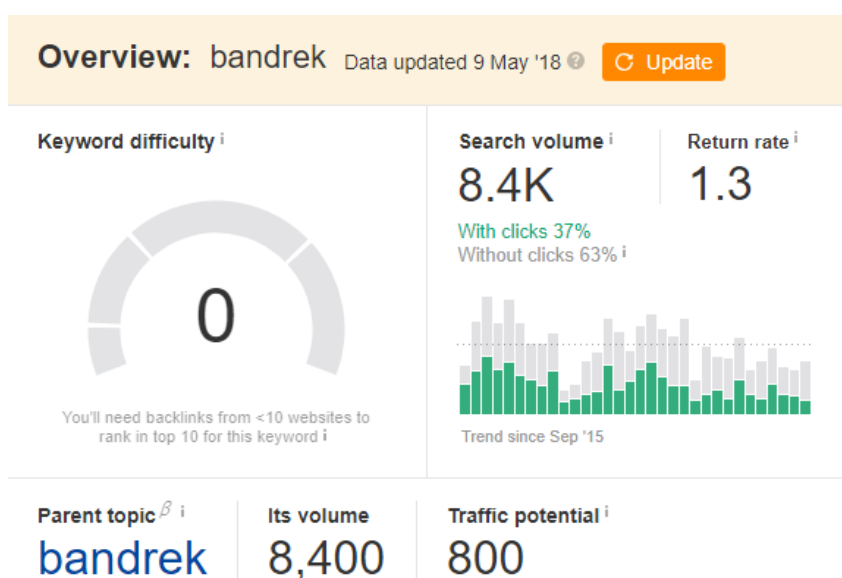 Overview: bandrek Data updated 9 May '18 ? Update
Keyword difficulty i
0
You'll need backlinks from <10 websites to
rank in top 10 for this keyword i
Search volume i
8.4K
With clicks 37%
Without clicks 63% i
Return rate i
1.3
Trend since Sep '15
Parent topic β i
bandrek
Its volume
8,400
Traffic potential i
800